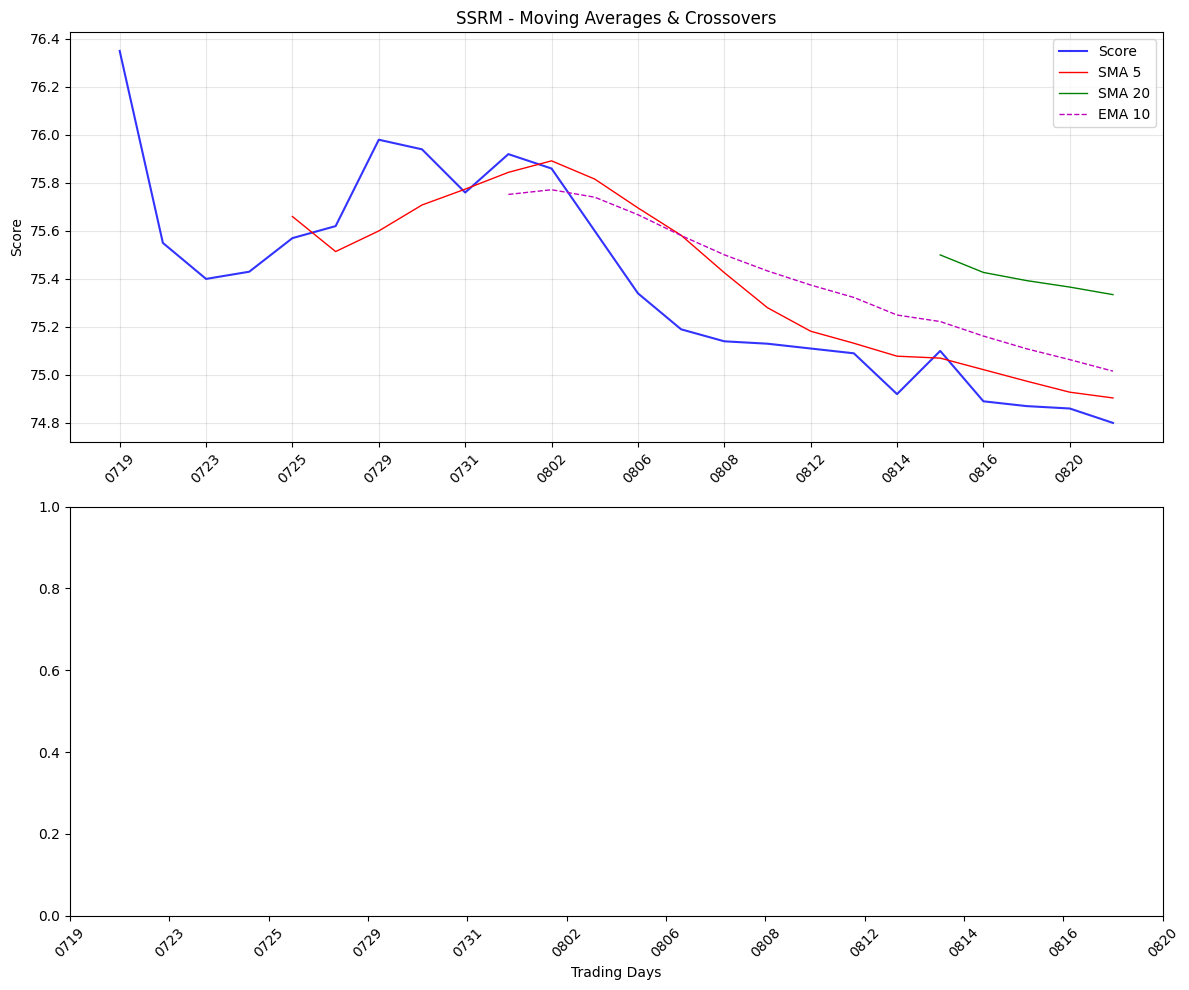 SSRM - Moving Averages & Crossovers
Score
76.4
76.2
76.0
75.8
75.6
75.4
75.2
75.0
74.8
Score
SMA 5
SMA 20
EMA 10
0719 0723 0725 0729 0731 0802 0806 0808 0812 0814 0816 0820
1.0
0.8
0.6
0.4
0.2
0.0
0719 0723 0725 0729 0731 0802 0806 0808 0812 0814 0816 0820
Trading Days